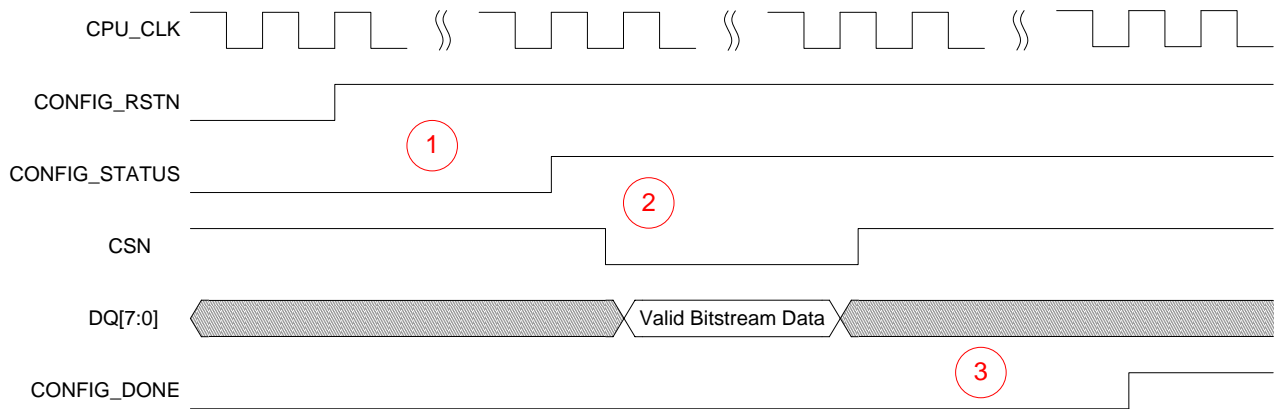 CPU_CLK
CONFIG_RSTN
1
CONFIG_STATUS
2
CSN
DQ[7:0]
Valid Bitstream Data
3
CONFIG_DONE